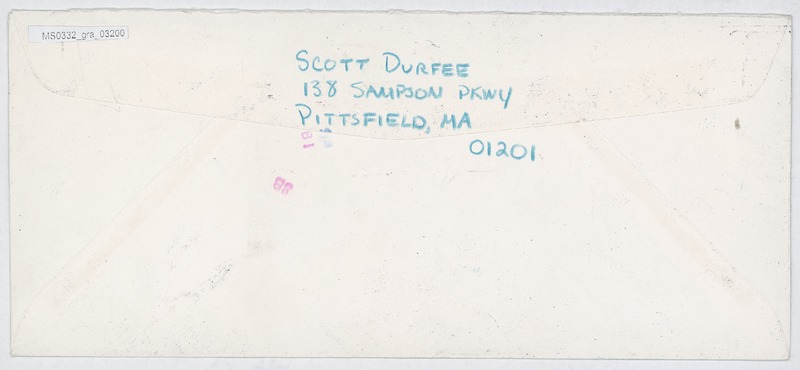 MS0332_gra_03200
SCOTT DURFEE
138 SAMPSON PKWY
PITTSFIELD, MA
01201